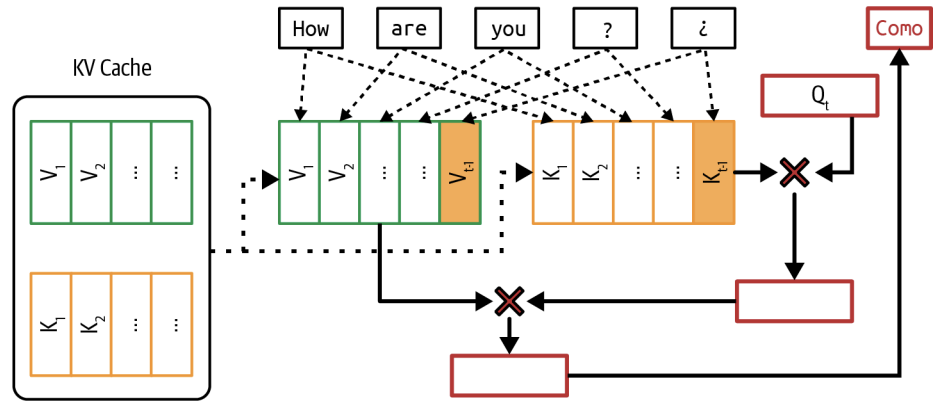 How are you ? ¿ Como
KV Cache
Qₜ
V₁ V₂ ... ...
V₁ V₂ ... ... Vₜ₋₁
K₁ K₂ ... ... Kₜ₋₁
K₁ K₂ ... ...